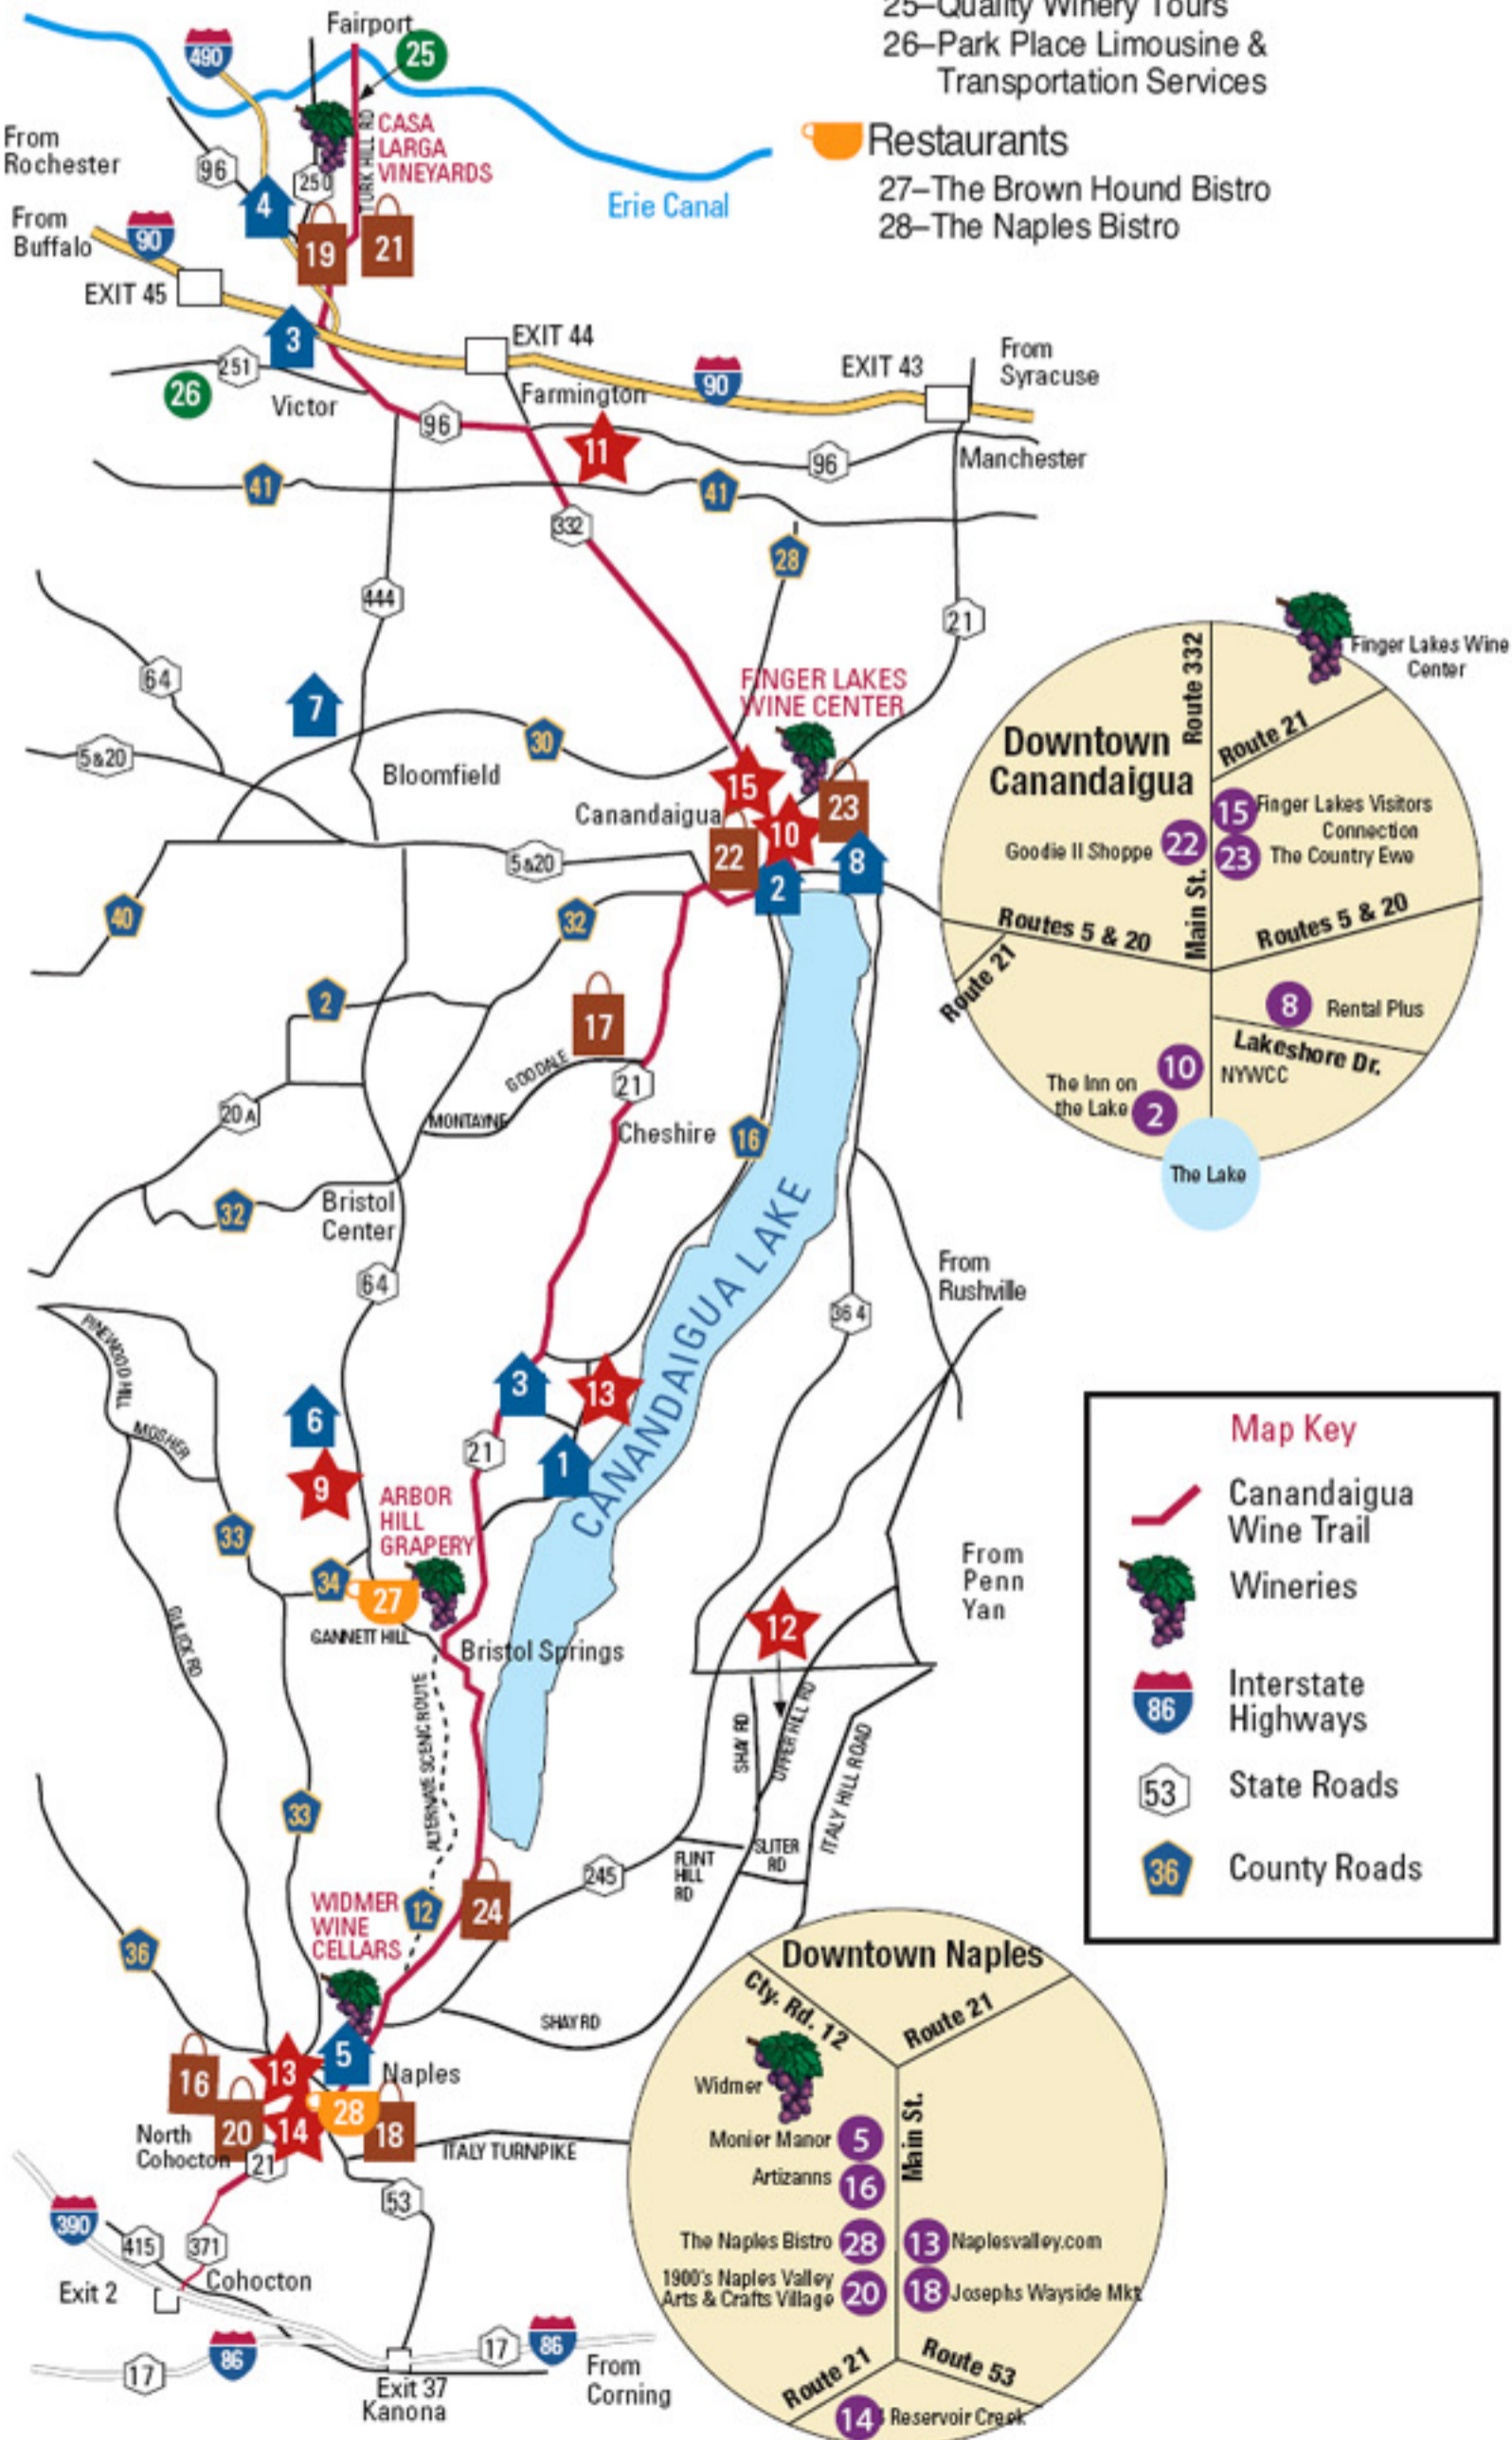 25–Quality Winery Tours
26–Park Place Limousine &
Transportation Services
Restaurants
27–The Brown Hound Bistro
28–The Naples Bistro
Fairport
490
25
From
Rochester
96
250
TURK HILL RD
CASA
LARGA
VINEYARDS
Erie Canal
4
From
Buffalo
90
19
21
EXIT 45
3
EXIT 44
EXIT 43
From
Syracuse
251
26
Victor
90
Farmington
96
11
96
Manchester
41
41
332
28
444
21
64
7
FINGER LAKES
WINE CENTER
5&20
30
Bloomfield
15
Canandaigua
10
23
22
8
2
5&20
40
32
2
17
GOODALE
21
20A
MONTAYNE
Cheshire
16
32
Bristol
Center
64
CANANDAIGUA LAKE
From
Rushville
364
PINEWOOD HILL
MOSHER
3
13
6
21
1
9
ARBOR
HILL
GRAPERY
33
34
27
GANNETT HILL
Bristol Springs
12
From
Penn
Yan
GULICK RD
ALTERNATE SCENIC ROUTE
SHAY RD
UPPER HILL RD
ITALY HILL ROAD
33
FLINT
HILL
RD
SLITER
RD
245
WIDMER
WINE
CELLARS
12
24
36
SHAY RD
5
13
16
Naples
28
20
14
18
North
Cohocton
21
ITALY TURNPIKE
53
390
415
371
Exit 2
Cohocton
17
86
17
86
From
Corning
Exit 37
Kanona
Finger Lakes Wine
Center
Route 332
Route 21
Downtown
Canandaigua
15
Finger Lakes Visitors
Connection
Goodie II Shoppe
22
23
The Country Ewe
Main St.
Routes 5 & 20
Routes 5 & 20
Route 21
8
Rental Plus
Lakeshore Dr.
10
NYWCC
The Inn on
the Lake
2
The Lake
Map Key
Canandaigua
Wine Trail
Wineries
86
Interstate
Highways
53
State Roads
36
County Roads
Downtown Naples
Cty. Rd. 12
Route 21
Widmer
Main St.
Monier Manor
5
Artizanns
16
The Naples Bistro
28
13
Naplesvalley.com
1900's Naples Valley
Arts & Crafts Village
20
18
Josephs Wayside Mkt
Route 21
Route 53
14
Reservoir Creek